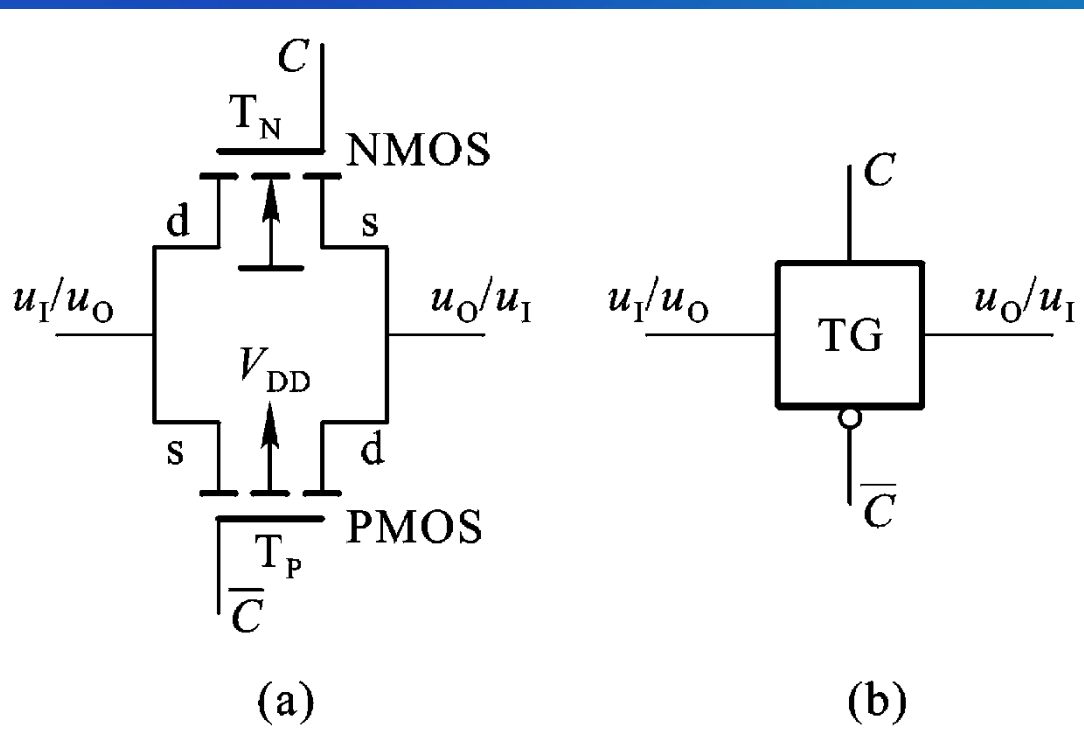 C
T_N
NMOS
d
s
u_I/u_O
u_O/u_I
V_DD
s
d
PMOS
T_P
C̅
(a)
C
u_I/u_O
TG
u_O/u_I
C̅
(b)